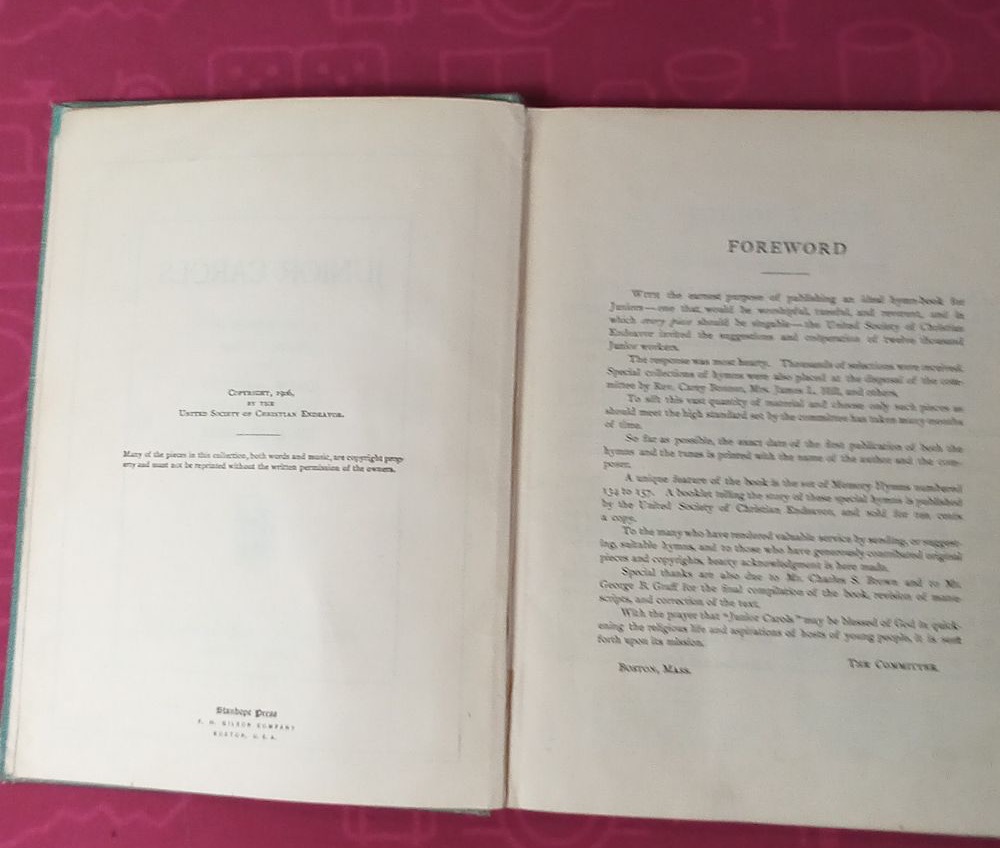 COPYRIGHT, 1906,
BY THE
UNITED SOCIETY OF CHRISTIAN ENDEAVOR.
Many of the pieces in this collection, both words and music, are copyright prop-
erty and must not be reprinted without the written permission of the owners.
Stanhope Press
F. H. GILSON COMPANY
BOSTON, U. S. A.
FOREWORD
WITH the earnest purpose of publishing an ideal hymn-book for
Juniors—one that would be worshipful, tuneful, and reverent, and in
which every piece should be singable—the United Society of Christian
Endeavor invited the suggestions and coöperation of twelve thousand
Junior workers.
The response was most hearty. Thousands of selections were received.
Special collections of hymns were also placed at the disposal of the com-
mittee by Rev. Carey Bonner, Mrs. James L. Hill, and others.
To sift this vast quantity of material and choose only such pieces as
should meet the high standard set by the committee has taken many months
of time.
So far as possible, the exact date of the first publication of both the
hymns and the tunes is printed with the name of the author and the com-
poser.
A unique feature of the book is the set of Memory Hymns numbered
134 to 157. A booklet telling the story of these special hymns is published
by the United Society of Christian Endeavor, and sold for ten cents
a copy.
To the many who have rendered valuable service by sending, or suggest-
ing, suitable hymns, and to those who have generously contributed original
pieces and copyrights, hearty acknowledgment is here made.
Special thanks are also due to Mr. Charles S. Brown and to Mr.
George B. Graff for the final compilation of the book, revision of manu-
scripts, and correction of the text.
With the prayer that "Junior Carols" may be blessed of God in quick-
ening the religious life and aspirations of hosts of young people, it is sent
forth upon its mission.
BOSTON, MASS. THE COMMITTEE.